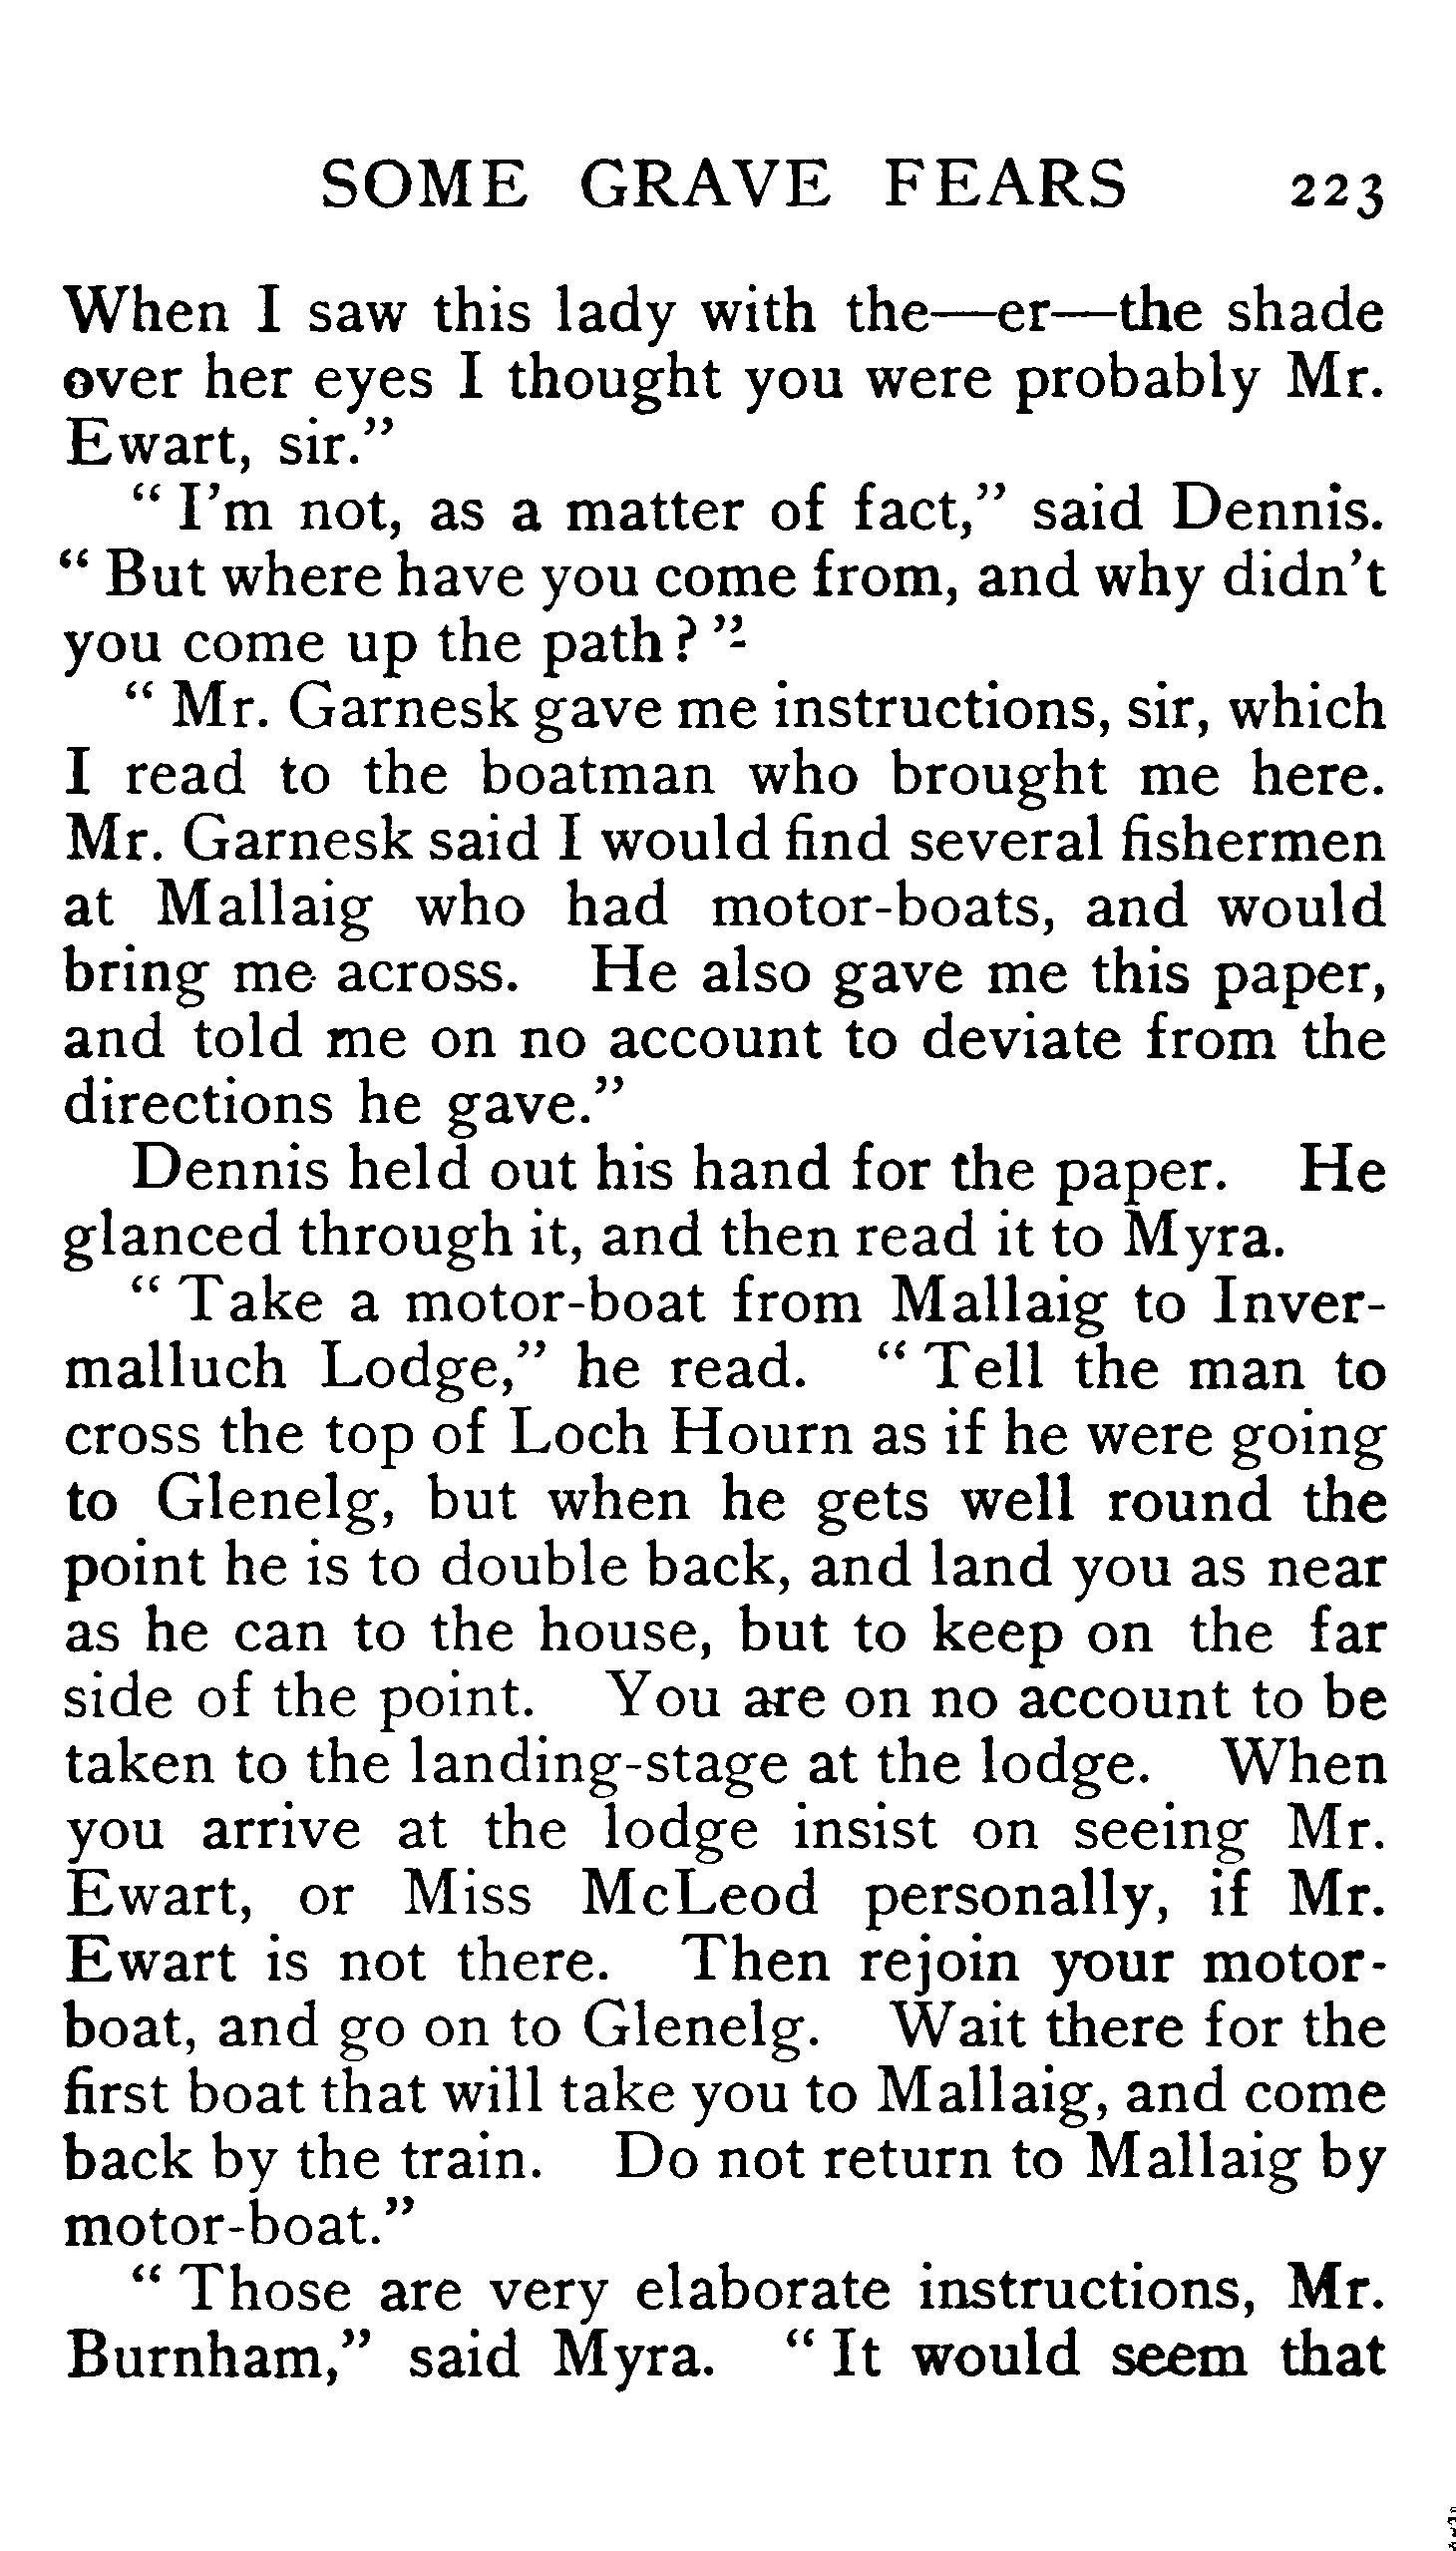 SOME GRAVE FEARS 223
When I saw this lady with the—er—the shade
over her eyes I thought you were probably Mr.
Ewart, sir.”
“ I’m not, as a matter of fact,” said Dennis.
“ But where have you come from, and why didn’t
you come up the path ? ”
“ Mr. Garnesk gave me instructions, sir, which
I read to the boatman who brought me here.
Mr. Garnesk said I would find several fishermen
at Mallaig who had motor-boats, and would
bring me across. He also gave me this paper,
and told me on no account to deviate from the
directions he gave.”
Dennis held out his hand for the paper. He
glanced through it, and then read it to Myra.
“ Take a motor-boat from Mallaig to Inver-
malluch Lodge,” he read. “ Tell the man to
cross the top of Loch Hourn as if he were going
to Glenelg, but when he gets well round the
point he is to double back, and land you as near
as he can to the house, but to keep on the far
side of the point. You are on no account to be
taken to the landing-stage at the lodge. When
you arrive at the lodge insist on seeing Mr.
Ewart, or Miss McLeod personally, if Mr.
Ewart is not there. Then rejoin your motor-
boat, and go on to Glenelg. Wait there for the
first boat that will take you to Mallaig, and come
back by the train. Do not return to Mallaig by
motor-boat.”
“ Those are very elaborate instructions, Mr.
Burnham,” said Myra. “ It would seem that